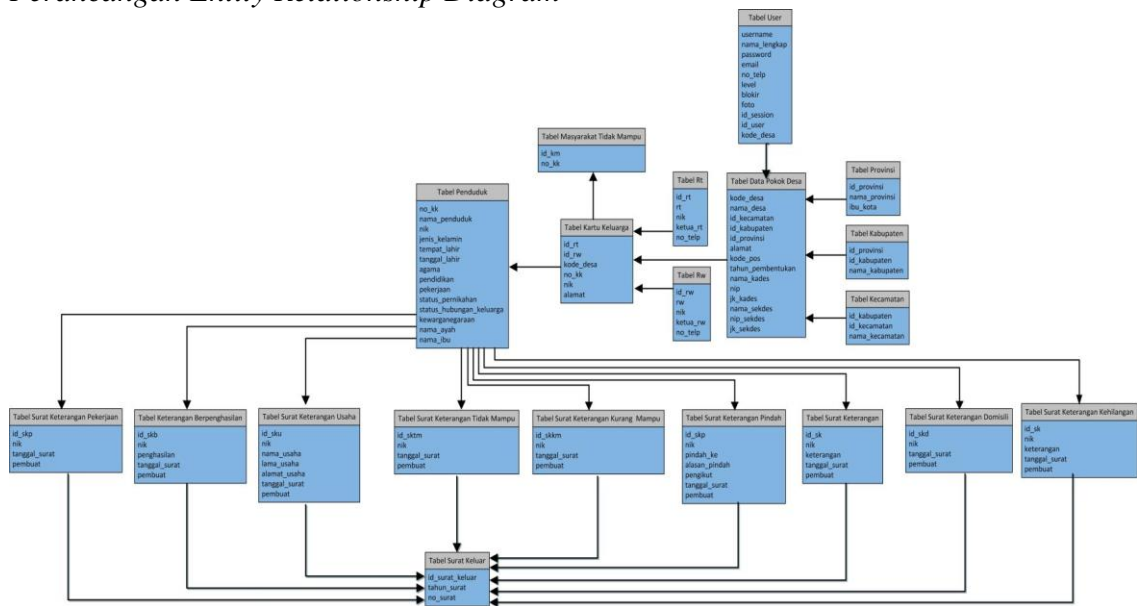 Perancangan Entity Relationship Diagram
Tabel User
username
nama_lengkap
password
email
no_telp
level
blokir
foto
id_session
id_user
kode_desa
Tabel Masyarakat Tidak Mampu
id_km
no_kk
Tabel Penduduk
no_kk
nama_penduduk
nik
jenis_kelamin
tempat_lahir
tanggal_lahir
agama
pendidikan
pekerjaan
status_pernikahan
status_hubungan_keluarga
kewarganegaraan
nama_ayah
nama_ibu
Tabel Kartu Keluarga
id_rt
id_rw
kode_desa
no_kk
nik
alamat
Tabel Rt
id_rt
rt
nik
ketua_rt
no_telp
Tabel Rw
id_rw
rw
nik
ketua_rw
no_telp
Tabel Data Pokok Desa
kode_desa
nama_desa
id_kecamatan
id_kabupaten
id_provinsi
alamat
kode_pos
tahun_pembentukan
nama_kades
nip
jk_kades
nama_sekdes
nip_sekdes
jk_sekdes
Tabel Provinsi
id_provinsi
nama_provinsi
ibu_kota
Tabel Kabupaten
id_provinsi
id_kabupaten
nama_kabupaten
Tabel Kecamatan
id_kabupaten
id_kecamatan
nama_kecamatan
Tabel Surat Keterangan Pekerjaan
id_skp
nik
tanggal_surat
pembuat
Tabel Keterangan Berpenghasilan
id_skb
nik
penghasilan
tanggal_surat
pembuat
Tabel Surat Keterangan Usaha
id_sku
nik
nama_usaha
lama_usaha
alamat_usaha
tanggal_surat
pembuat
Tabel Surat Keterangan Tidak Mampu
id_sktm
nik
tanggal_surat
pembuat
Tabel Surat Keterangan Kurang Mampu
id_skkm
nik
tanggal_surat
pembuat
Tabel Surat Keterangan Pindah
id_skp
nik
pindah_ke
alasan_pindah
pengikut
tanggal_surat
pembuat
Tabel Surat Keterangan
id_sk
nik
keterangan
tanggal_surat
pembuat
Tabel Surat Keterangan Domisili
id_skd
nik
tanggal_surat
pembuat
Tabel Surat Keterangan Kehilangan
id_sk
nik
keterangan
tanggal_surat
pembuat
Tabel Surat Keluar
id_surat_keluar
tahun_surat
no_surat